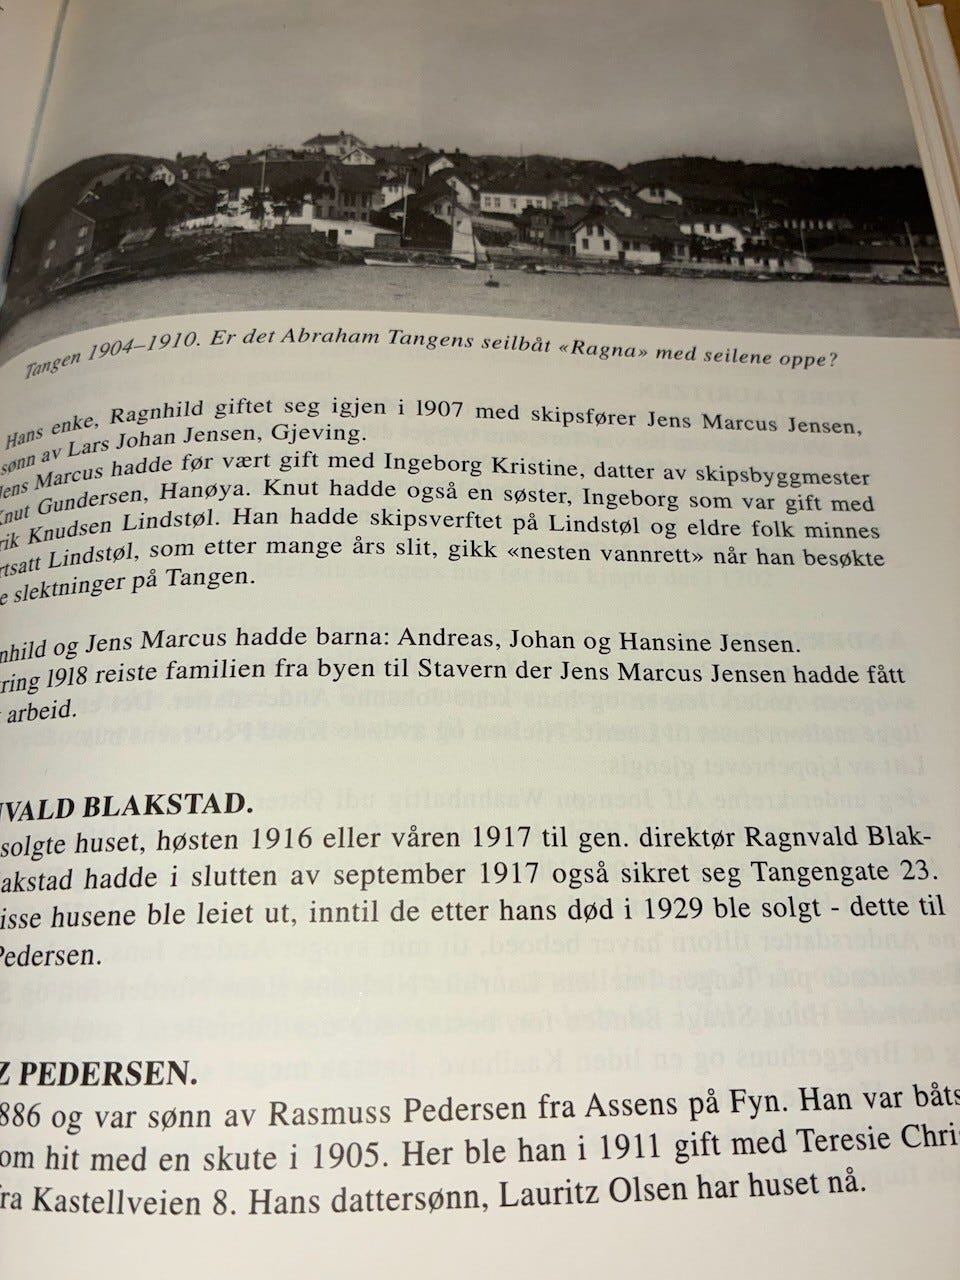 Tangen 1904–1910. Er det Abraham Tangens seilbåt «Ragna» med seilene oppe?
Hans enke, Ragnhild giftet seg igjen i 1907 med skipsfører Jens Marcus Jensen,
sønn av Lars Johan Jensen, Gjeving.
Jens Marcus hadde før vært gift med Ingeborg Kristine, datter av skipsbyggmester
Knut Gundersen, Hanøya. Knut hadde også en søster, Ingeborg som var gift med
rik Knudsen Lindstøl. Han hadde skipsverftet på Lindstøl og eldre folk minnes
rtsatt Lindstøl, som etter mange års slit, gikk «nesten vannrett» når han besøkte
e slektninger på Tangen.
nhild og Jens Marcus hadde barna: Andreas, Johan og Hansine Jensen.
ring 1918 reiste familien fra byen til Stavern der Jens Marcus Jensen hadde fått
arbeid.
NVALD BLAKSTAD.
solgte huset, høsten 1916 eller våren 1917 til gen. direktør Ragnvald Blak-
akstad hadde i slutten av september 1917 også sikret seg Tangengate 23.
isse husene ble leiet ut, inntil de etter hans død i 1929 ble solgt - dette til
Pedersen.
Z PEDERSEN.
886 og var sønn av Rasmuss Pedersen fra Assens på Fyn. Han var båts
om hit med en skute i 1905. Her ble han i 1911 gift med Teresie Chri-
fra Kastellveien 8. Hans dattersønn, Lauritz Olsen har huset nå.